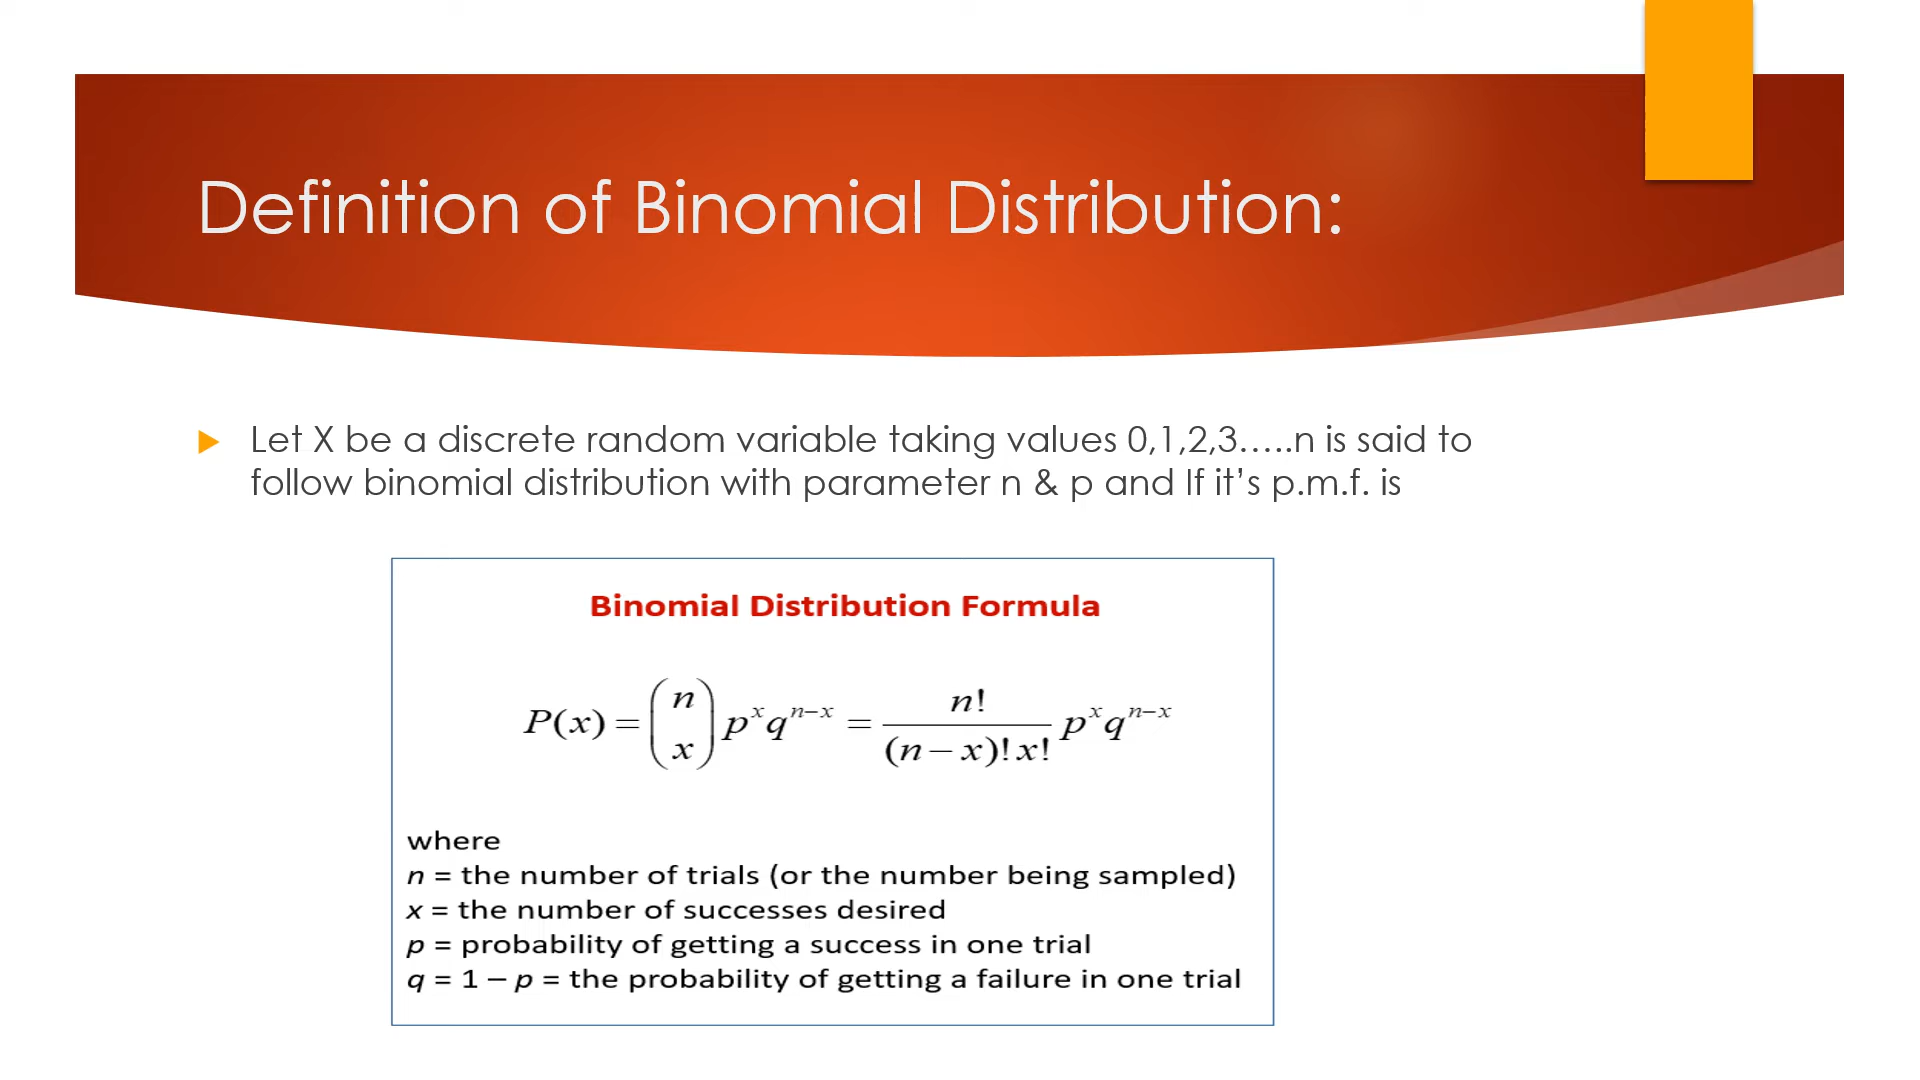 Definition of Binomial Distribution:
Let X be a discrete random variable taking values 0,1,2,3…..n is said to
follow binomial distribution with parameter n & p and If it’s p.m.f. is
Binomial Distribution Formula
P(x) = (n x) p^x q^{n−x} = n! / (n − x)! x! p^x q^{n−x}
where
n = the number of trials (or the number being sampled)
x = the number of successes desired
p = probability of getting a success in one trial
q = 1 – p = the probability of getting a failure in one trial